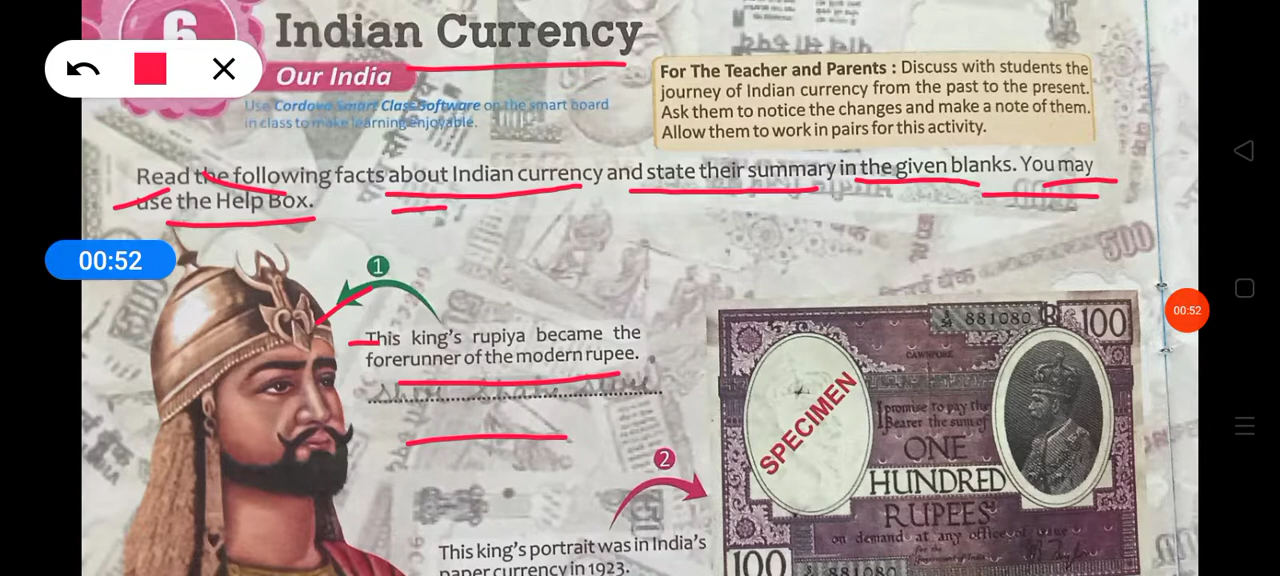 6
Indian Currency
Our India
Use Cordova Smart Class Software on the smart board
in class to make learning enjoyable.
For The Teacher and Parents : Discuss with students the
journey of Indian currency from the past to the present.
Ask them to notice the changes and make a note of them.
Allow them to work in pairs for this activity.
Read the following facts about Indian currency and state their summary in the given blanks. You may
use the Help Box.
00:52
500
1
This king's rupiya became the
forerunner of the modern rupee.
881080
100
CAWNPORE
SPECIMEN
I promise to pay the
Bearer the sum of
ONE
HUNDRED
RUPEES
on demand at any office of issue
00:52
2
This king's portrait was in India's
paper currency in 1923.
100
881080